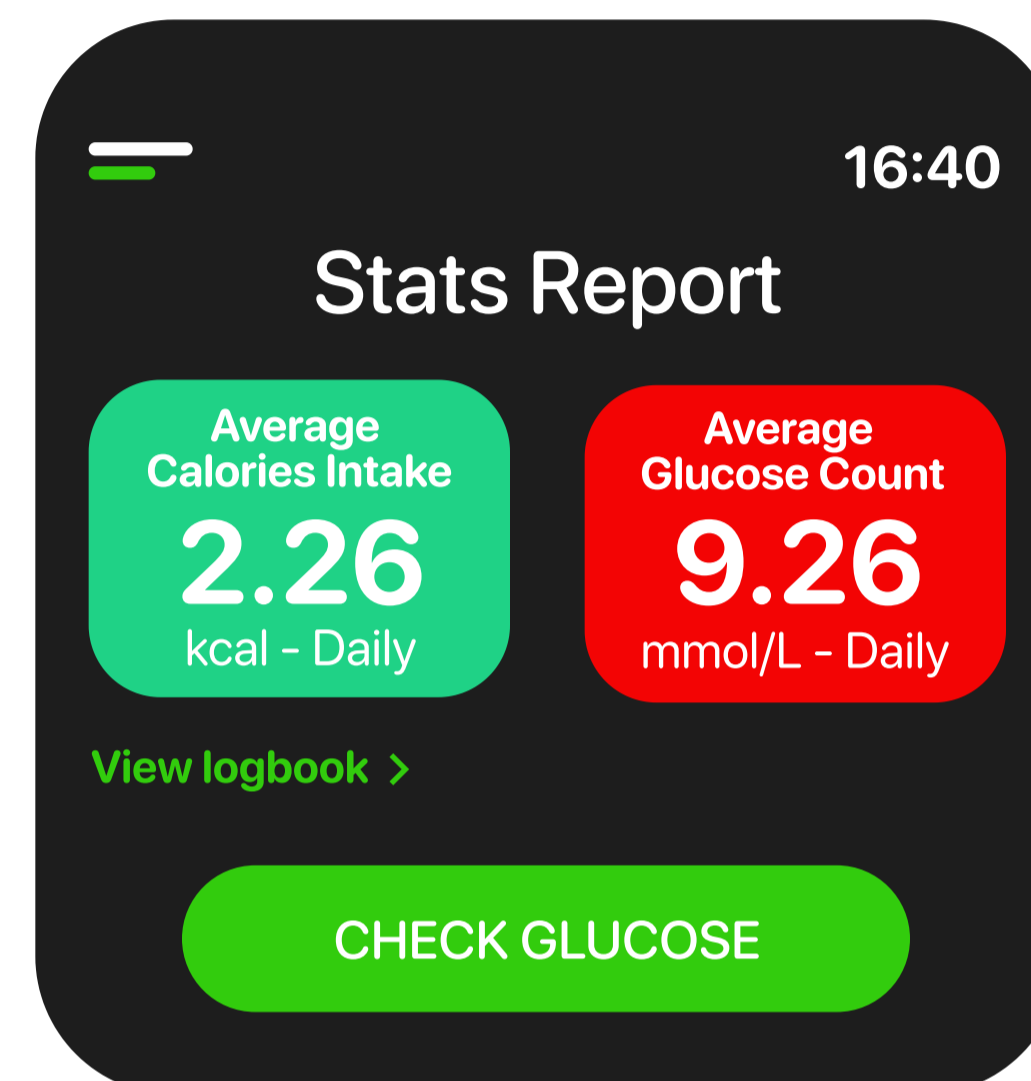 16:40
Stats Report
Average
Calories Intake
2.26
kcal - Daily
Average
Glucose Count
9.26
mmol/L - Daily
View logbook >
CHECK GLUCOSE